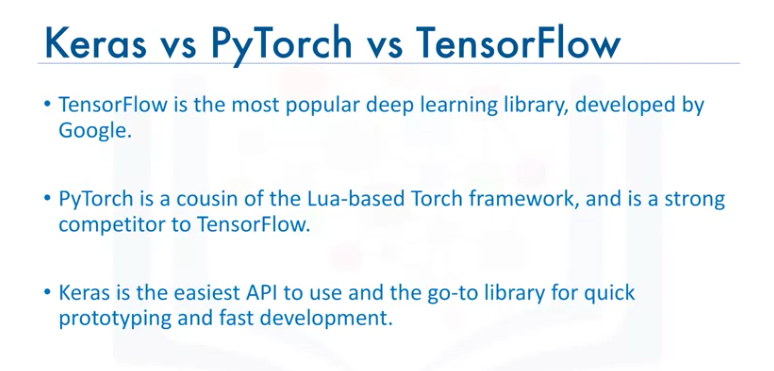 Keras vs PyTorch vs TensorFlow
• TensorFlow is the most popular deep learning library, developed by
Google.
• PyTorch is a cousin of the Lua-based Torch framework, and is a strong
competitor to TensorFlow.
• Keras is the easiest API to use and the go-to library for quick
prototyping and fast development.